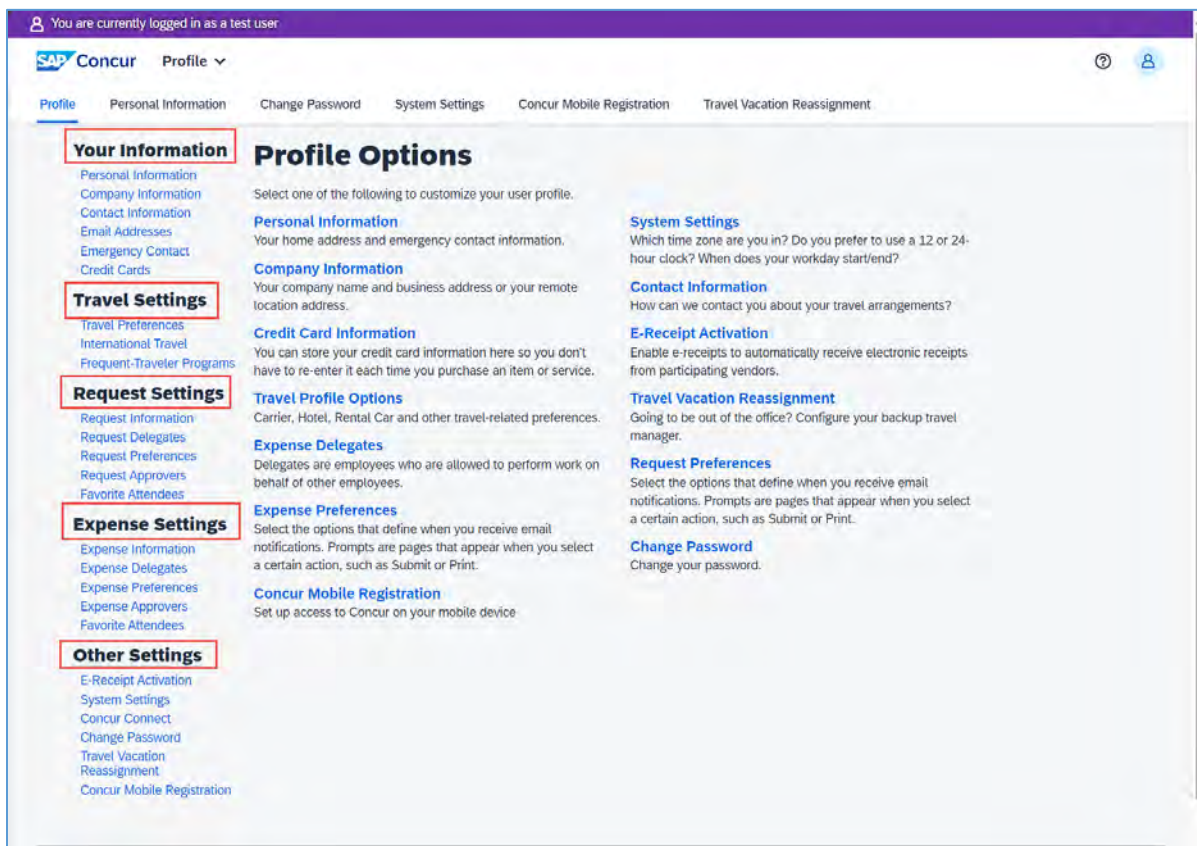 You are currently logged in as a test user
SAP Concur Profile
Profile Personal Information Change Password System Settings Concur Mobile Registration Travel Vacation Reassignment
Your Information
Personal Information
Company Information
Contact Information
Email Addresses
Emergency Contact
Credit Cards
Travel Settings
Travel Preferences
International Travel
Frequent-Traveler Programs
Request Settings
Request Information
Request Delegates
Request Preferences
Request Approvers
Favorite Attendees
Expense Settings
Expense Information
Expense Delegates
Expense Preferences
Expense Approvers
Favorite Attendees
Other Settings
E-Receipt Activation
System Settings
Concur Connect
Change Password
Travel Vacation
Reassignment
Concur Mobile Registration
Profile Options
Select one of the following to customize your user profile.
Personal Information
Your home address and emergency contact information.
Company Information
Your company name and business address or your remote
location address.
Credit Card Information
You can store your credit card information here so you don't
have to re-enter it each time you purchase an item or service.
Travel Profile Options
Carrier, Hotel, Rental Car and other travel-related preferences.
Expense Delegates
Delegates are employees who are allowed to perform work on
behalf of other employees.
Expense Preferences
Select the options that define when you receive email
notifications. Prompts are pages that appear when you select
a certain action, such as Submit or Print.
Concur Mobile Registration
Set up access to Concur on your mobile device
System Settings
Which time zone are you in? Do you prefer to use a 12 or 24-
hour clock? When does your workday start/end?
Contact Information
How can we contact you about your travel arrangements?
E-Receipt Activation
Enable e-receipts to automatically receive electronic receipts
from participating vendors.
Travel Vacation Reassignment
Going to be out of the office? Configure your backup travel
manager.
Request Preferences
Select the options that define when you receive email
notifications. Prompts are pages that appear when you select
a certain action, such as Submit or Print.
Change Password
Change your password.